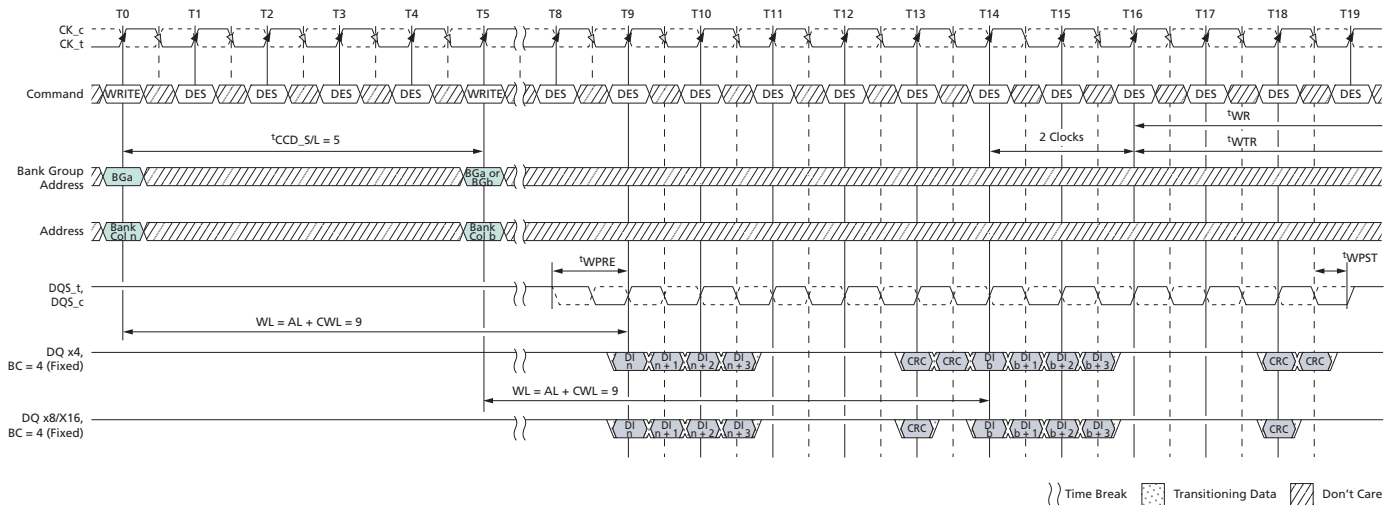 T0 T1 T2 T3 T4 T5 T8 T9 T10 T11 T12 T13 T14 T15 T16 T17 T18 T19
CK_c
CK_t
Command WRITE DES DES DES DES WRITE DES DES DES DES DES DES DES DES DES DES DES DES
tWR
tCCD_S/L = 5 2 Clocks tWTR
Bank Group
Address
BGa BGa or
BGb
Address
Bank
Col n
Bank
Col b
tWPRE tWPST
DQS_t,
DQS_c
WL = AL + CWL = 9
DQ x4,
BC = 4 (Fixed)
DI
n
DI
n + 1
DI
n + 2
DI
n + 3
CRC CRC
DI
b
DI
b + 1
DI
b + 2
DI
b + 3
CRC CRC
WL = AL + CWL = 9
DQ x8/X16,
BC = 4 (Fixed)
DI
n
DI
n + 1
DI
n + 2
DI
n + 3
CRC
DI
b
DI
b + 1
DI
b + 2
DI
b + 3
CRC
Time Break Transitioning Data Don't Care